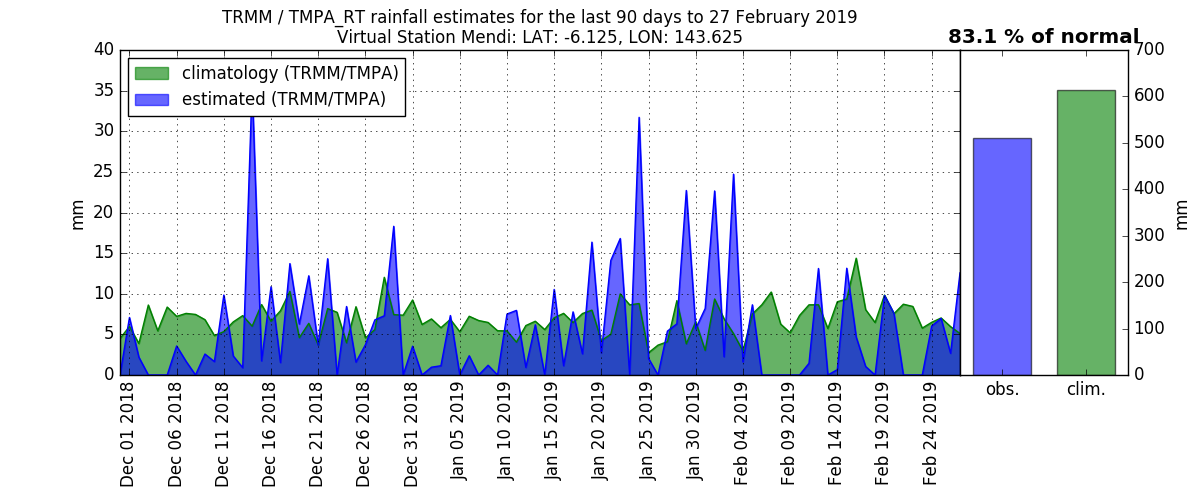 TRMM / TMPA_RT rainfall estimates for the last 90 days to 27 February 2019
Virtual Station Mendi: LAT: -6.125, LON: 143.625
83.1 % of normal
climatology (TRMM/TMPA)
estimated (TRMM/TMPA)
40
35
30
25
20
15
10
5
0
mm
700
600
500
400
300
200
100
0
mm
Dec 01 2018
Dec 06 2018
Dec 11 2018
Dec 16 2018
Dec 21 2018
Dec 26 2018
Dec 31 2018
Jan 05 2019
Jan 10 2019
Jan 15 2019
Jan 20 2019
Jan 25 2019
Jan 30 2019
Feb 04 2019
Feb 09 2019
Feb 14 2019
Feb 19 2019
Feb 24 2019
obs.
clim.